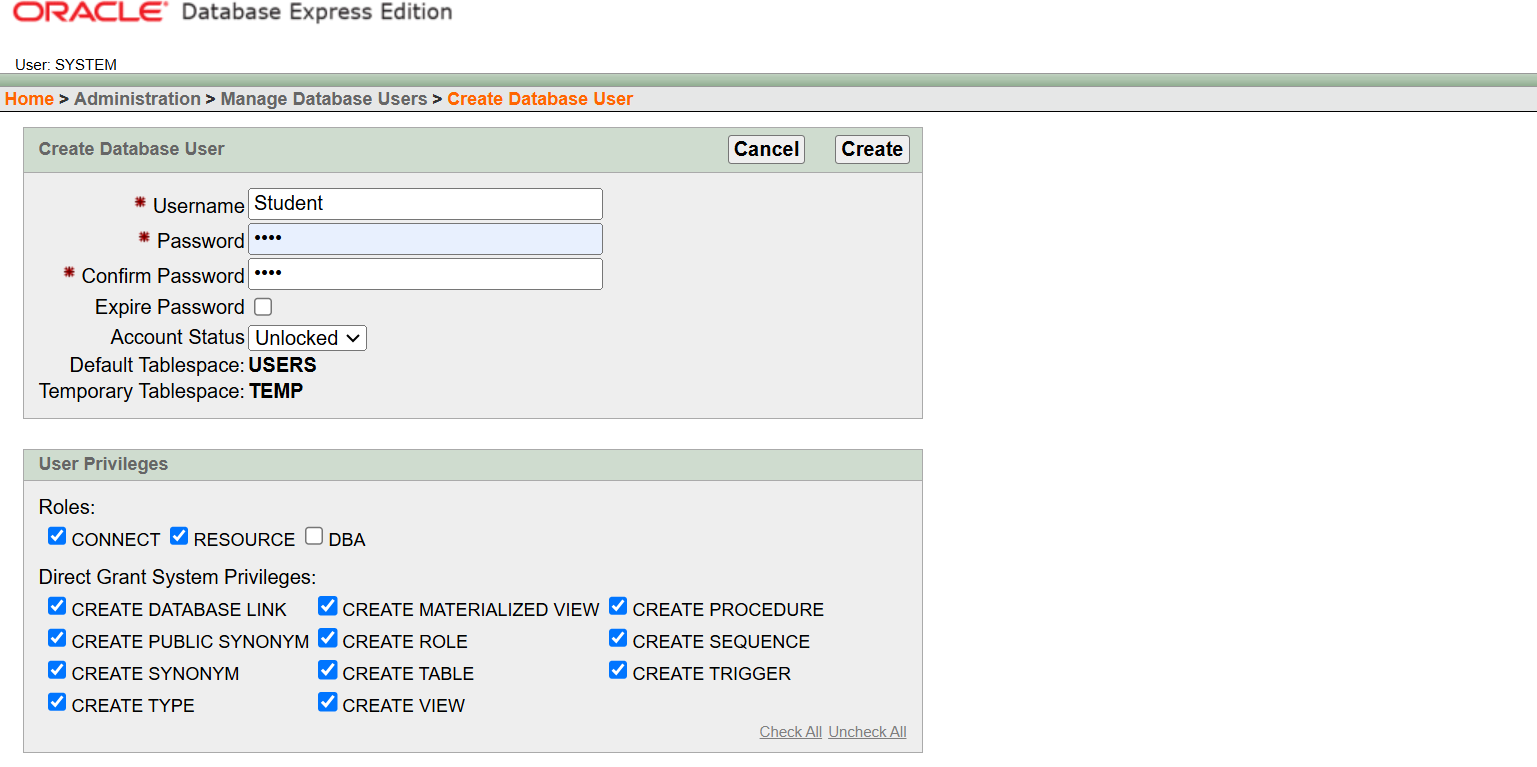 ORACLE Database Express Edition
User: SYSTEM
Home > Administration > Manage Database Users > Create Database User
Create Database User Cancel Create
* Username Student
* Password ••••
* Confirm Password ••••
Expire Password
Account Status Unlocked
Default Tablespace: USERS
Temporary Tablespace: TEMP
User Privileges
Roles:
CONNECT RESOURCE DBA
Direct Grant System Privileges:
CREATE DATABASE LINK CREATE MATERIALIZED VIEW CREATE PROCEDURE
CREATE PUBLIC SYNONYM CREATE ROLE CREATE SEQUENCE
CREATE SYNONYM CREATE TABLE CREATE TRIGGER
CREATE TYPE CREATE VIEW
Check All Uncheck All